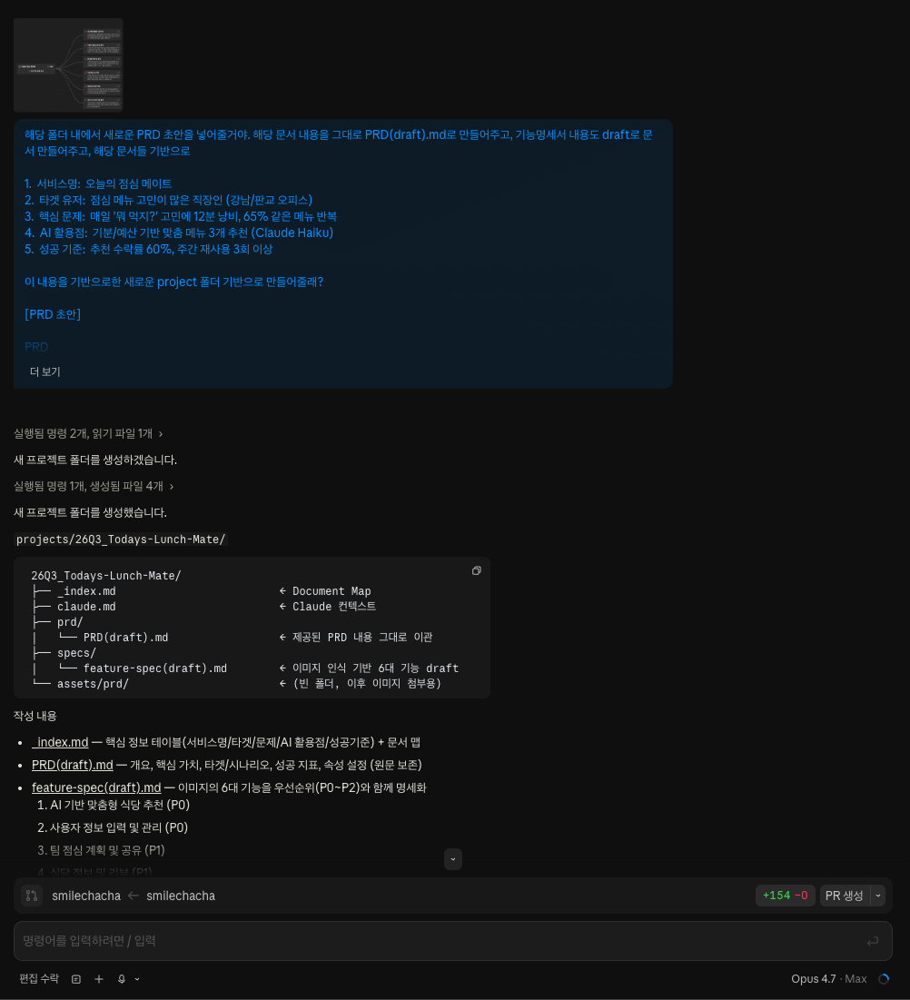 해당 폴더 내에서 새로운 PRD 초안을 넣어줄거야. 해당 문서 내용을 그대로 PRD(draft).md로 만들어주고, 기능명세서 내용도 draft로 문
서 만들어주고, 해당 문서들 기반으로
1. 서비스명: 오늘의 점심 메이트
2. 타겟 유저: 점심 메뉴 고민이 많은 직장인 (강남/판교 오피스)
3. 핵심 문제: 매일 '뭐 먹지?' 고민에 12분 낭비, 65% 같은 메뉴 반복
4. AI 활용점: 기분/예산 기반 맞춤 메뉴 3개 추천 (Claude Haiku)
5. 성공 기준: 추천 수락률 60%, 주간 재사용 3회 이상
이 내용을 기반으로한 새로운 project 폴더 기반으로 만들어줄래?
[PRD 초안]
PRD
더 보기
실행됨 명령 2개, 읽기 파일 1개 ›
새 프로젝트 폴더를 생성하겠습니다.
실행됨 명령 1개, 생성됨 파일 4개 ›
새 프로젝트 폴더를 생성했습니다.
projects/26Q3_Todays-Lunch-Mate/
26Q3_Todays-Lunch-Mate/
├── _index.md ← Document Map
├── claude.md ← Claude 컨텍스트
├── prd/
│ └── PRD(draft).md ← 제공된 PRD 내용 그대로 이관
├── specs/
│ └── feature-spec(draft).md ← 이미지 인식 기반 6대 기능 draft
└── assets/prd/ ← (빈 폴더, 이후 이미지 첨부용)
작성 내용
• _index.md — 핵심 정보 테이블(서비스명/타겟/문제/AI 활용점/성공기준) + 문서 맵
• PRD(draft).md — 개요, 핵심 가치, 타겟/시나리오, 성공 지표, 속성 설정 (원문 보존)
• feature-spec(draft).md — 이미지의 6대 기능을 우선순위(P0~P2)와 함께 명세화
1. AI 기반 맞춤형 식당 추천 (P0)
2. 사용자 정보 입력 및 관리 (P0)
3. 팀 점심 계획 및 공유 (P1)
4. 식당 정보 및 리뷰 (P1)
smilechacha ← smilechacha
+154 −0 PR 생성
명령어를 입력하려면 / 입력
편집 수락
Opus 4.7 · Max